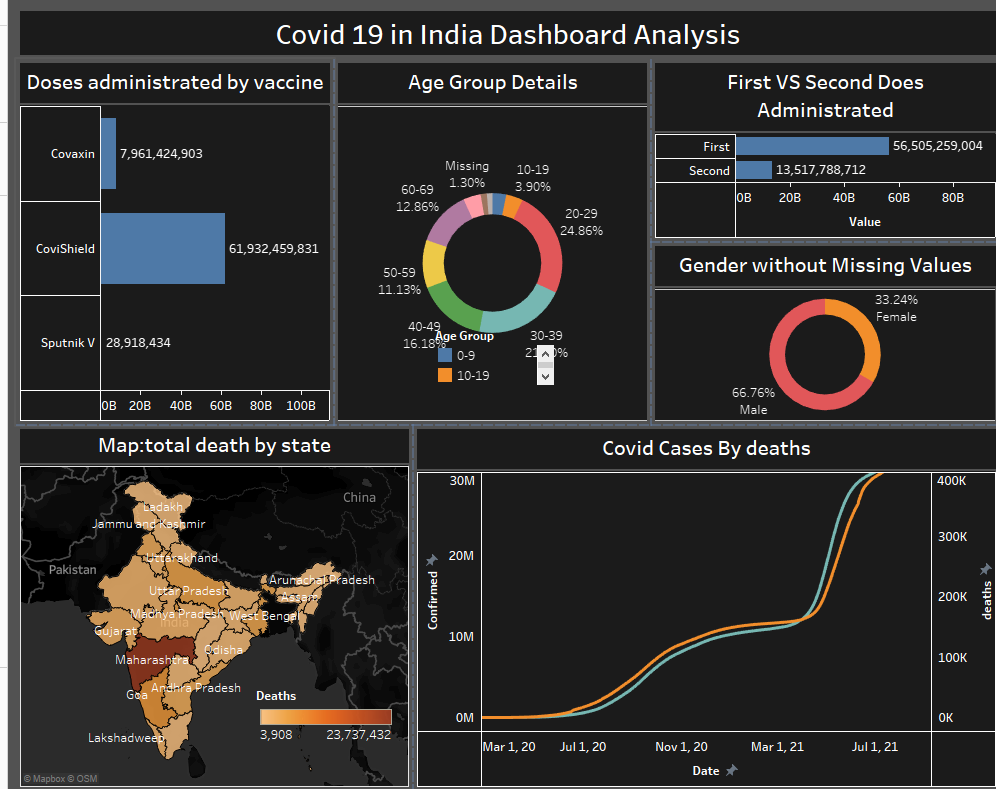 Covid 19 in India Dashboard Analysis
Doses administrated by vaccine
Covaxin
7,961,424,903
CoviShield
61,932,459,831
Sputnik V
28,918,434
0B 20B 40B 60B 80B 100B
Age Group Details
Missing
1.30%
10-19
3.90%
60-69
12.86%
20-29
24.86%
50-59
11.13%
40-49
16.18%
30-39
Age Group
0-9
10-19
First VS Second Does
Administrated
First
56,505,259,004
Second
13,517,788,712
0B 20B 40B 60B 80B
Value
Gender without Missing Values
33.24%
Female
66.76%
Male
Map:total death by state
China
Ladakh
Jammu and Kashmir
Pakistan
Uttarakhand
Arunachal Pradesh
Uttar Pradesh
Assam
Madhya Pradesh
West Bengal
India
Gujarat
Odisha
Maharashtra
Andhra Pradesh
Goa
Lakshadweep
Deaths
3,908 23,737,432
© Mapbox © OSM
Covid Cases By deaths
30M
20M
10M
0M
Confirmed
400K
300K
200K
100K
0K
deaths
Mar 1, 20 Jul 1, 20 Nov 1, 20 Mar 1, 21 Jul 1, 21
Date